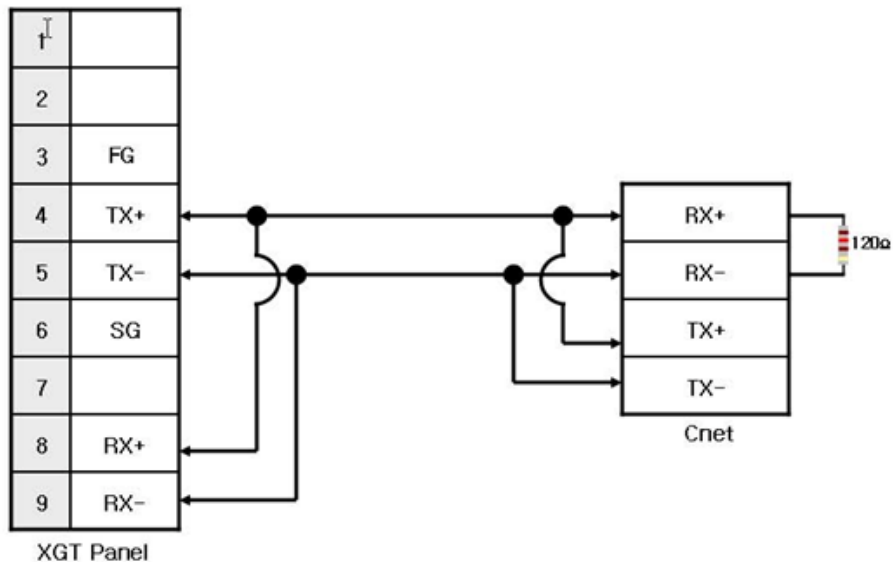 1
2
3 FG
4 TX+
5 TX-
6 SG
7
8 RX+
9 RX-
XGT Panel
RX+
RX-
TX+
TX-
Cnet
120Ω